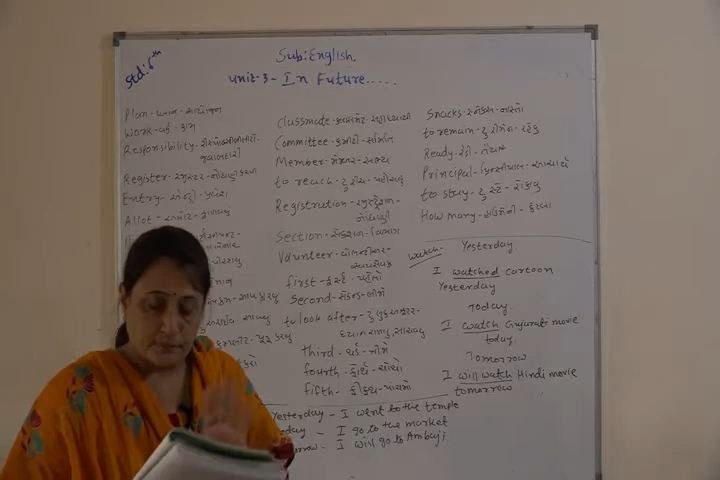 Std: 6th
Sub: English
Unit-3 - In Future.....
Plan - પ્લાન - આયોજન
Work - વર્ક - કામ
Responsibility - રીસ્પોન્સીબીલીટી-
જવાબદારી
Register - રજીસ્ટર - નોંધણી કરવી
Entry - એન્ટ્રી - પ્રવેશ
Allot - એલોટ - ફાળવવું
Classmate - ક્લાસમેટ - સહાધ્યાયી
Committee - કમીટી - સમિતિ
Member - મેમ્બર - સભ્ય
to reach - ટુ રીચ - પહોંચવું
Registration - રજીસ્ટ્રેશન -
નોંધણી
Section - સેક્શન - વિભાગ
Volunteer - વોલન્ટીયર -
સ્વયંસેવક
first - ફર્સ્ટ - પહેલો
Second - સેકન્ડ - બીજો
to look after - ટુ લુક આફ્ટર -
ધ્યાન રાખવું, સાચવવું
third - થર્ડ - ત્રીજો
fourth - ફોર્થ - ચોથો
fifth - ફીફ્થ - પાંચમો
Snacks - સ્નેક્સ - નાસ્તો
to remain - ટુ રીમેન - રહેવું
Ready - રેડી - તૈયાર
Principal - પ્રિન્સીપાલ - આચાર્ય
to stay - ટુ સ્ટે - રોકાવું
How many - હાઉ મેની - કેટલા
Watch - Yesterday
I watched cartoon
Yesterday
Today
I watch Gujarati movie
today.
Tomorrow
I will watch Hindi movie
tomorrow
Yesterday - I went to the temple
day - I go to the market
rrow - I will go to Ambaji